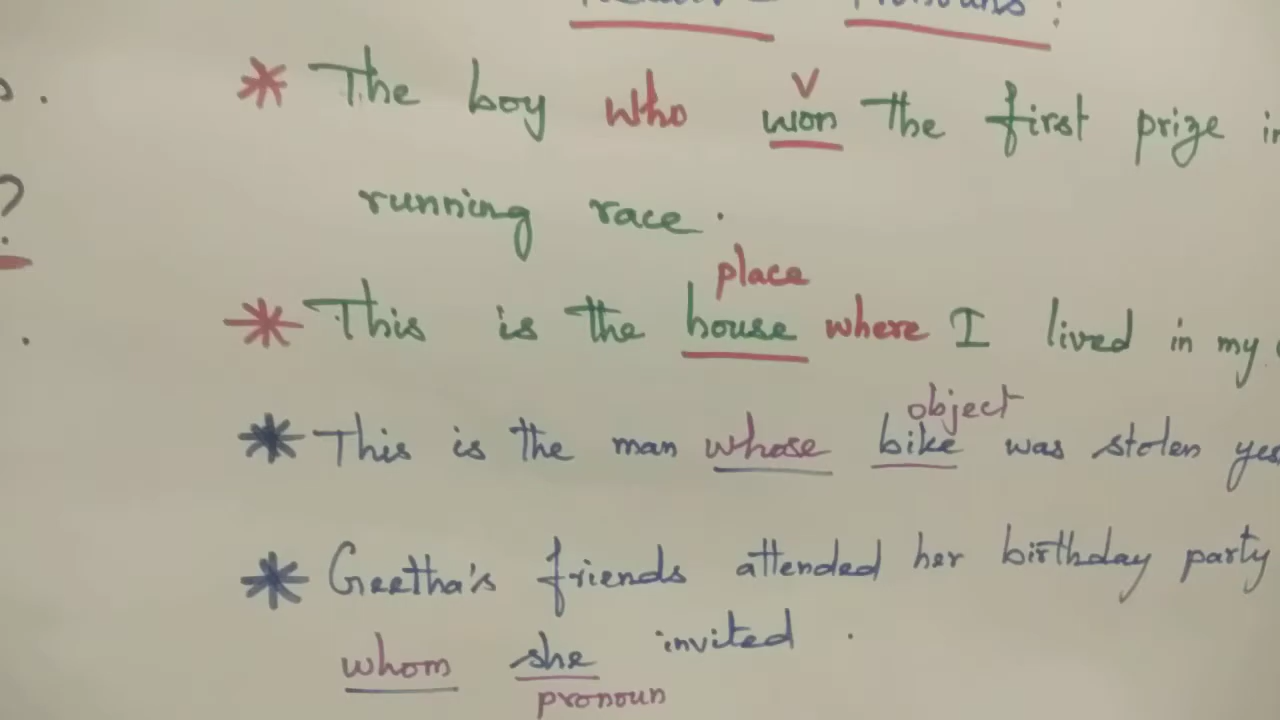 Pronouns :
* The boy who won the first prize in
V
running race.
place
* This is the house where I lived in my
object
* This is the man whose bike was stolen yes
* Geetha's friends attended her birthday party
whom she invited .
pronoun